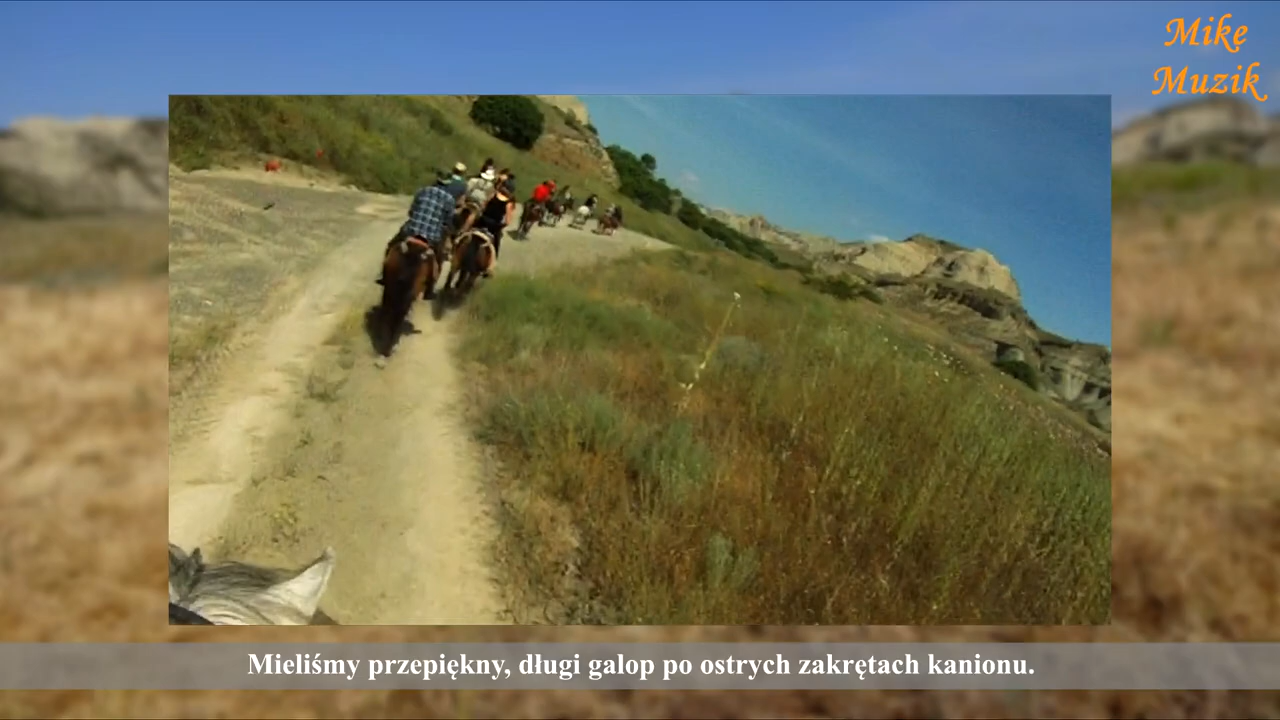 Mike
Muzik
Mieliśmy przepiękny, długi galop po ostrych zakrętach kanionu.